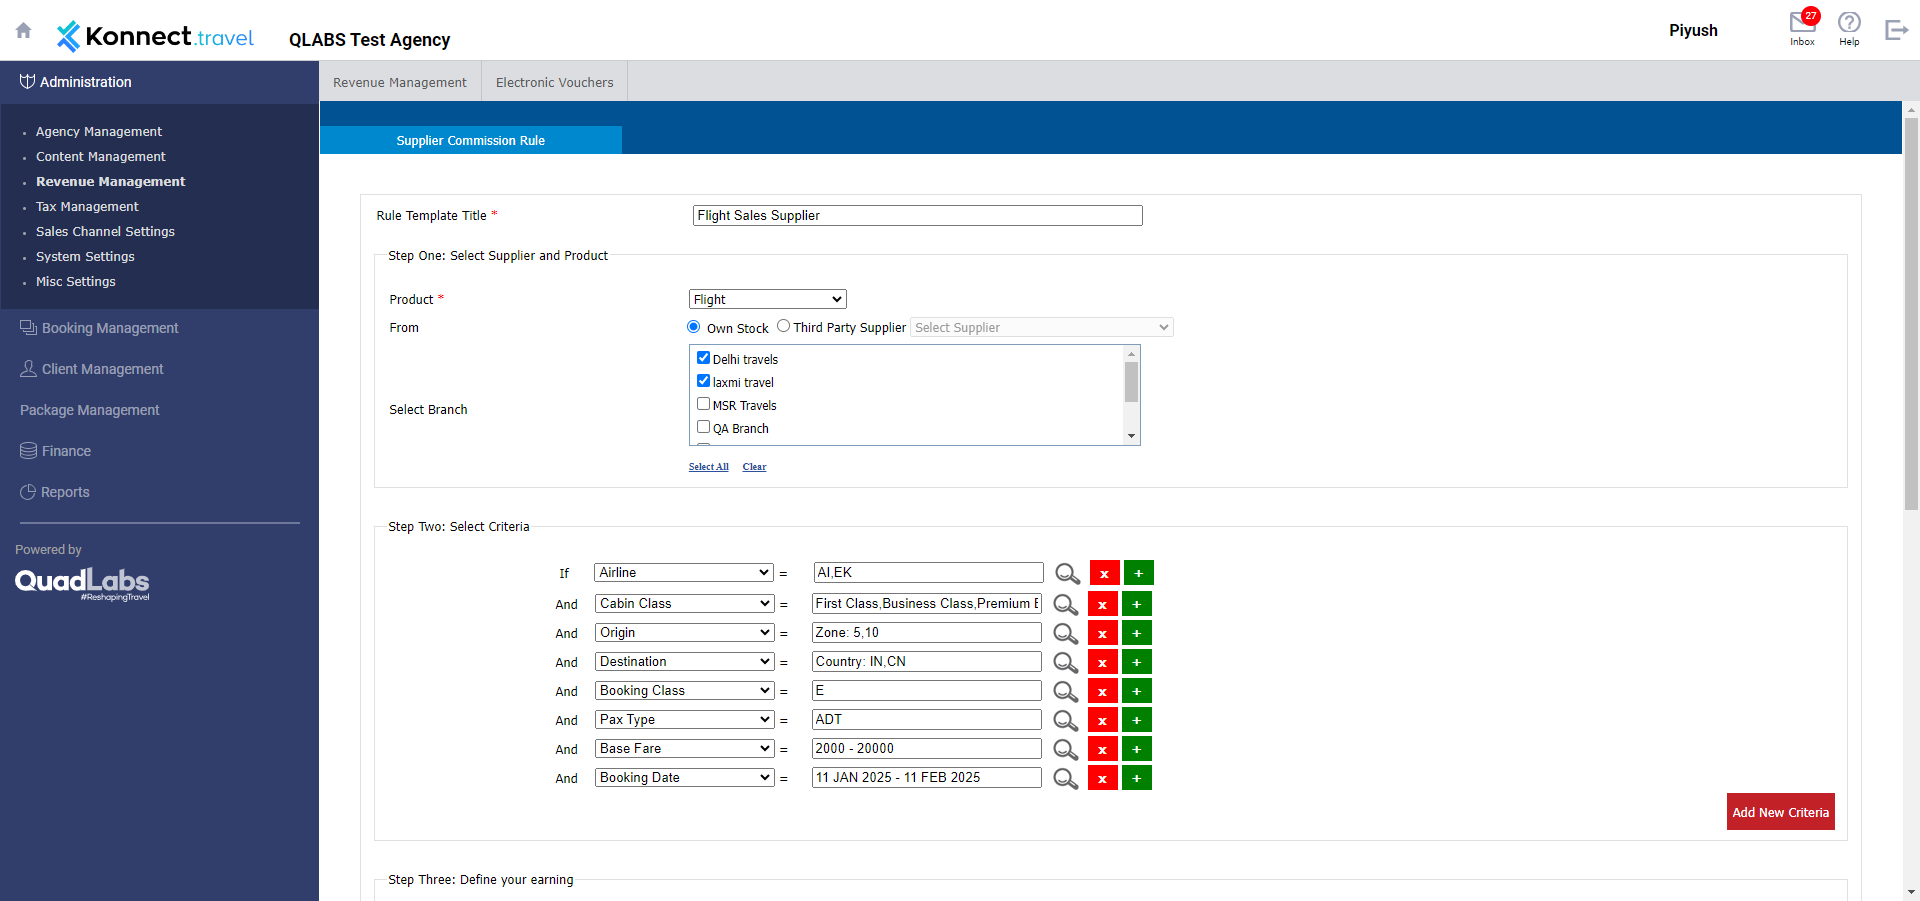 Konnect.travel
QLABS Test Agency
Piyush
27
Inbox
Help
Administration
Agency Management
Content Management
Revenue Management
Tax Management
Sales Channel Settings
System Settings
Misc Settings
Booking Management
Client Management
Package Management
Finance
Reports
Powered by
QuadLabs
#ReshapingTravel
Revenue Management
Electronic Vouchers
Supplier Commission Rule
Rule Template Title *
Flight Sales Supplier
Step One: Select Supplier and Product
Product *
Flight
From
Own Stock
Third Party Supplier
Select Supplier
Select Branch
Delhi travels
laxmi travel
MSR Travels
QA Branch
Select All
Clear
Step Two: Select Criteria
If Airline = AI,EK x +
And Cabin Class = First Class,Business Class,Premium E x +
And Origin = Zone: 5,10 x +
And Destination = Country: IN,CN x +
And Booking Class = E x +
And Pax Type = ADT x +
And Base Fare = 2000 - 20000 x +
And Booking Date = 11 JAN 2025 - 11 FEB 2025 x +
Add New Criteria
Step Three: Define your earning